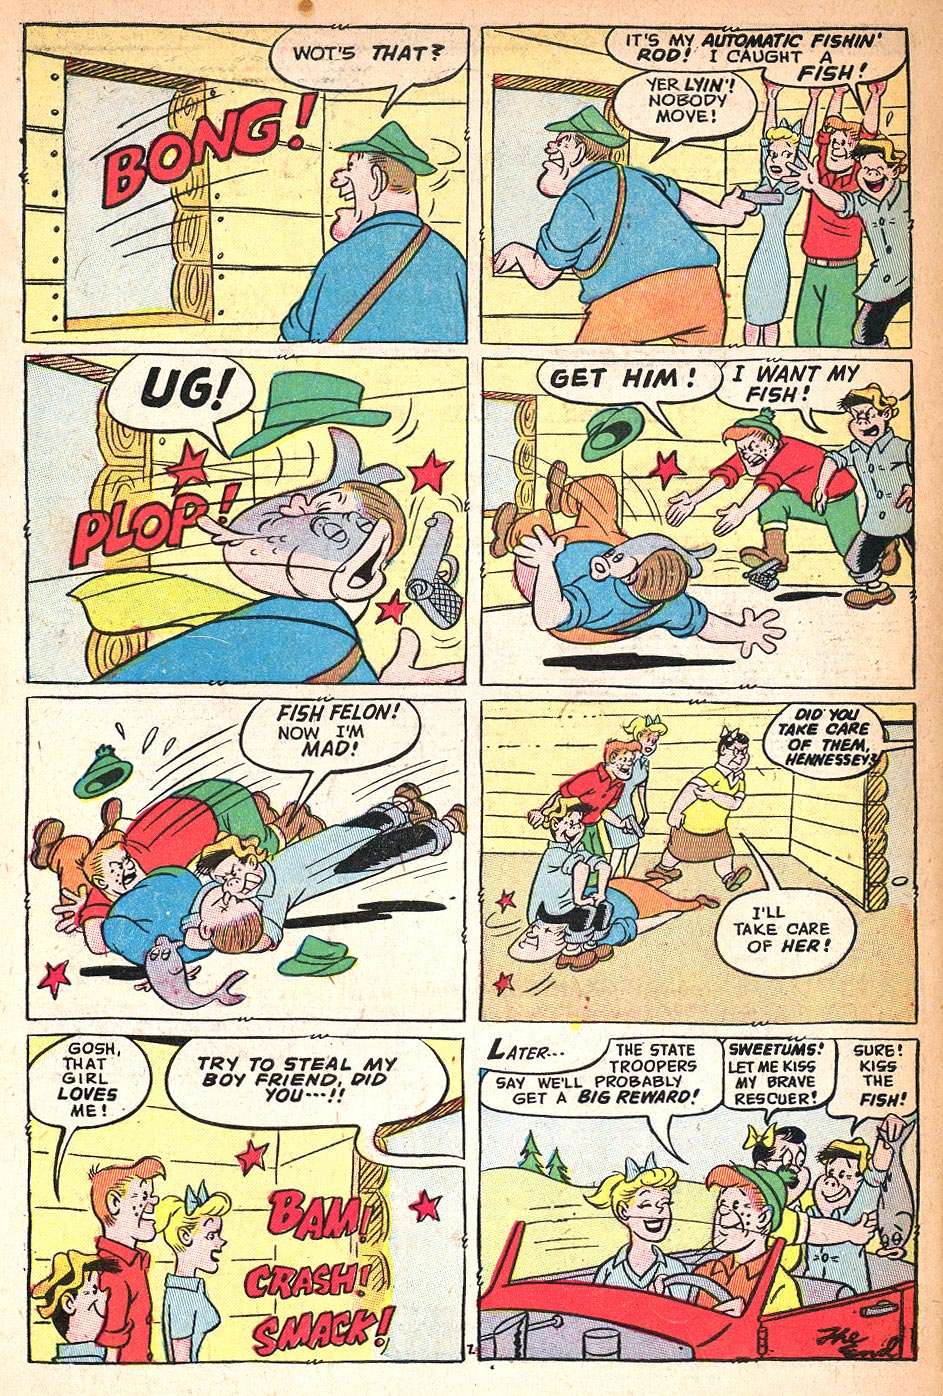 WOT'S THAT?
BONG!
IT'S MY AUTOMATIC FISHIN'
ROD! I CAUGHT A
FISH!
YER LYIN'!
NOBODY
MOVE!
UG!
PLOP!
GET HIM!
I WANT MY
FISH!
FISH FELON!
NOW I'M
MAD!
DID YOU
TAKE CARE
OF THEM,
HENNESSEY?
I'LL
TAKE CARE
OF HER!
GOSH,
THAT
GIRL
LOVES
ME!
TRY TO STEAL MY
BOY FRIEND, DID
YOU---!!
BAM!
CRASH!
SMACK!
LATER---
THE STATE
TROOPERS
SAY WE'LL PROBABLY
GET A BIG REWARD!
SWEETUMS!
LET ME KISS
MY BRAVE
RESCUER!
SURE!
KISS
THE
FISH!
The
End